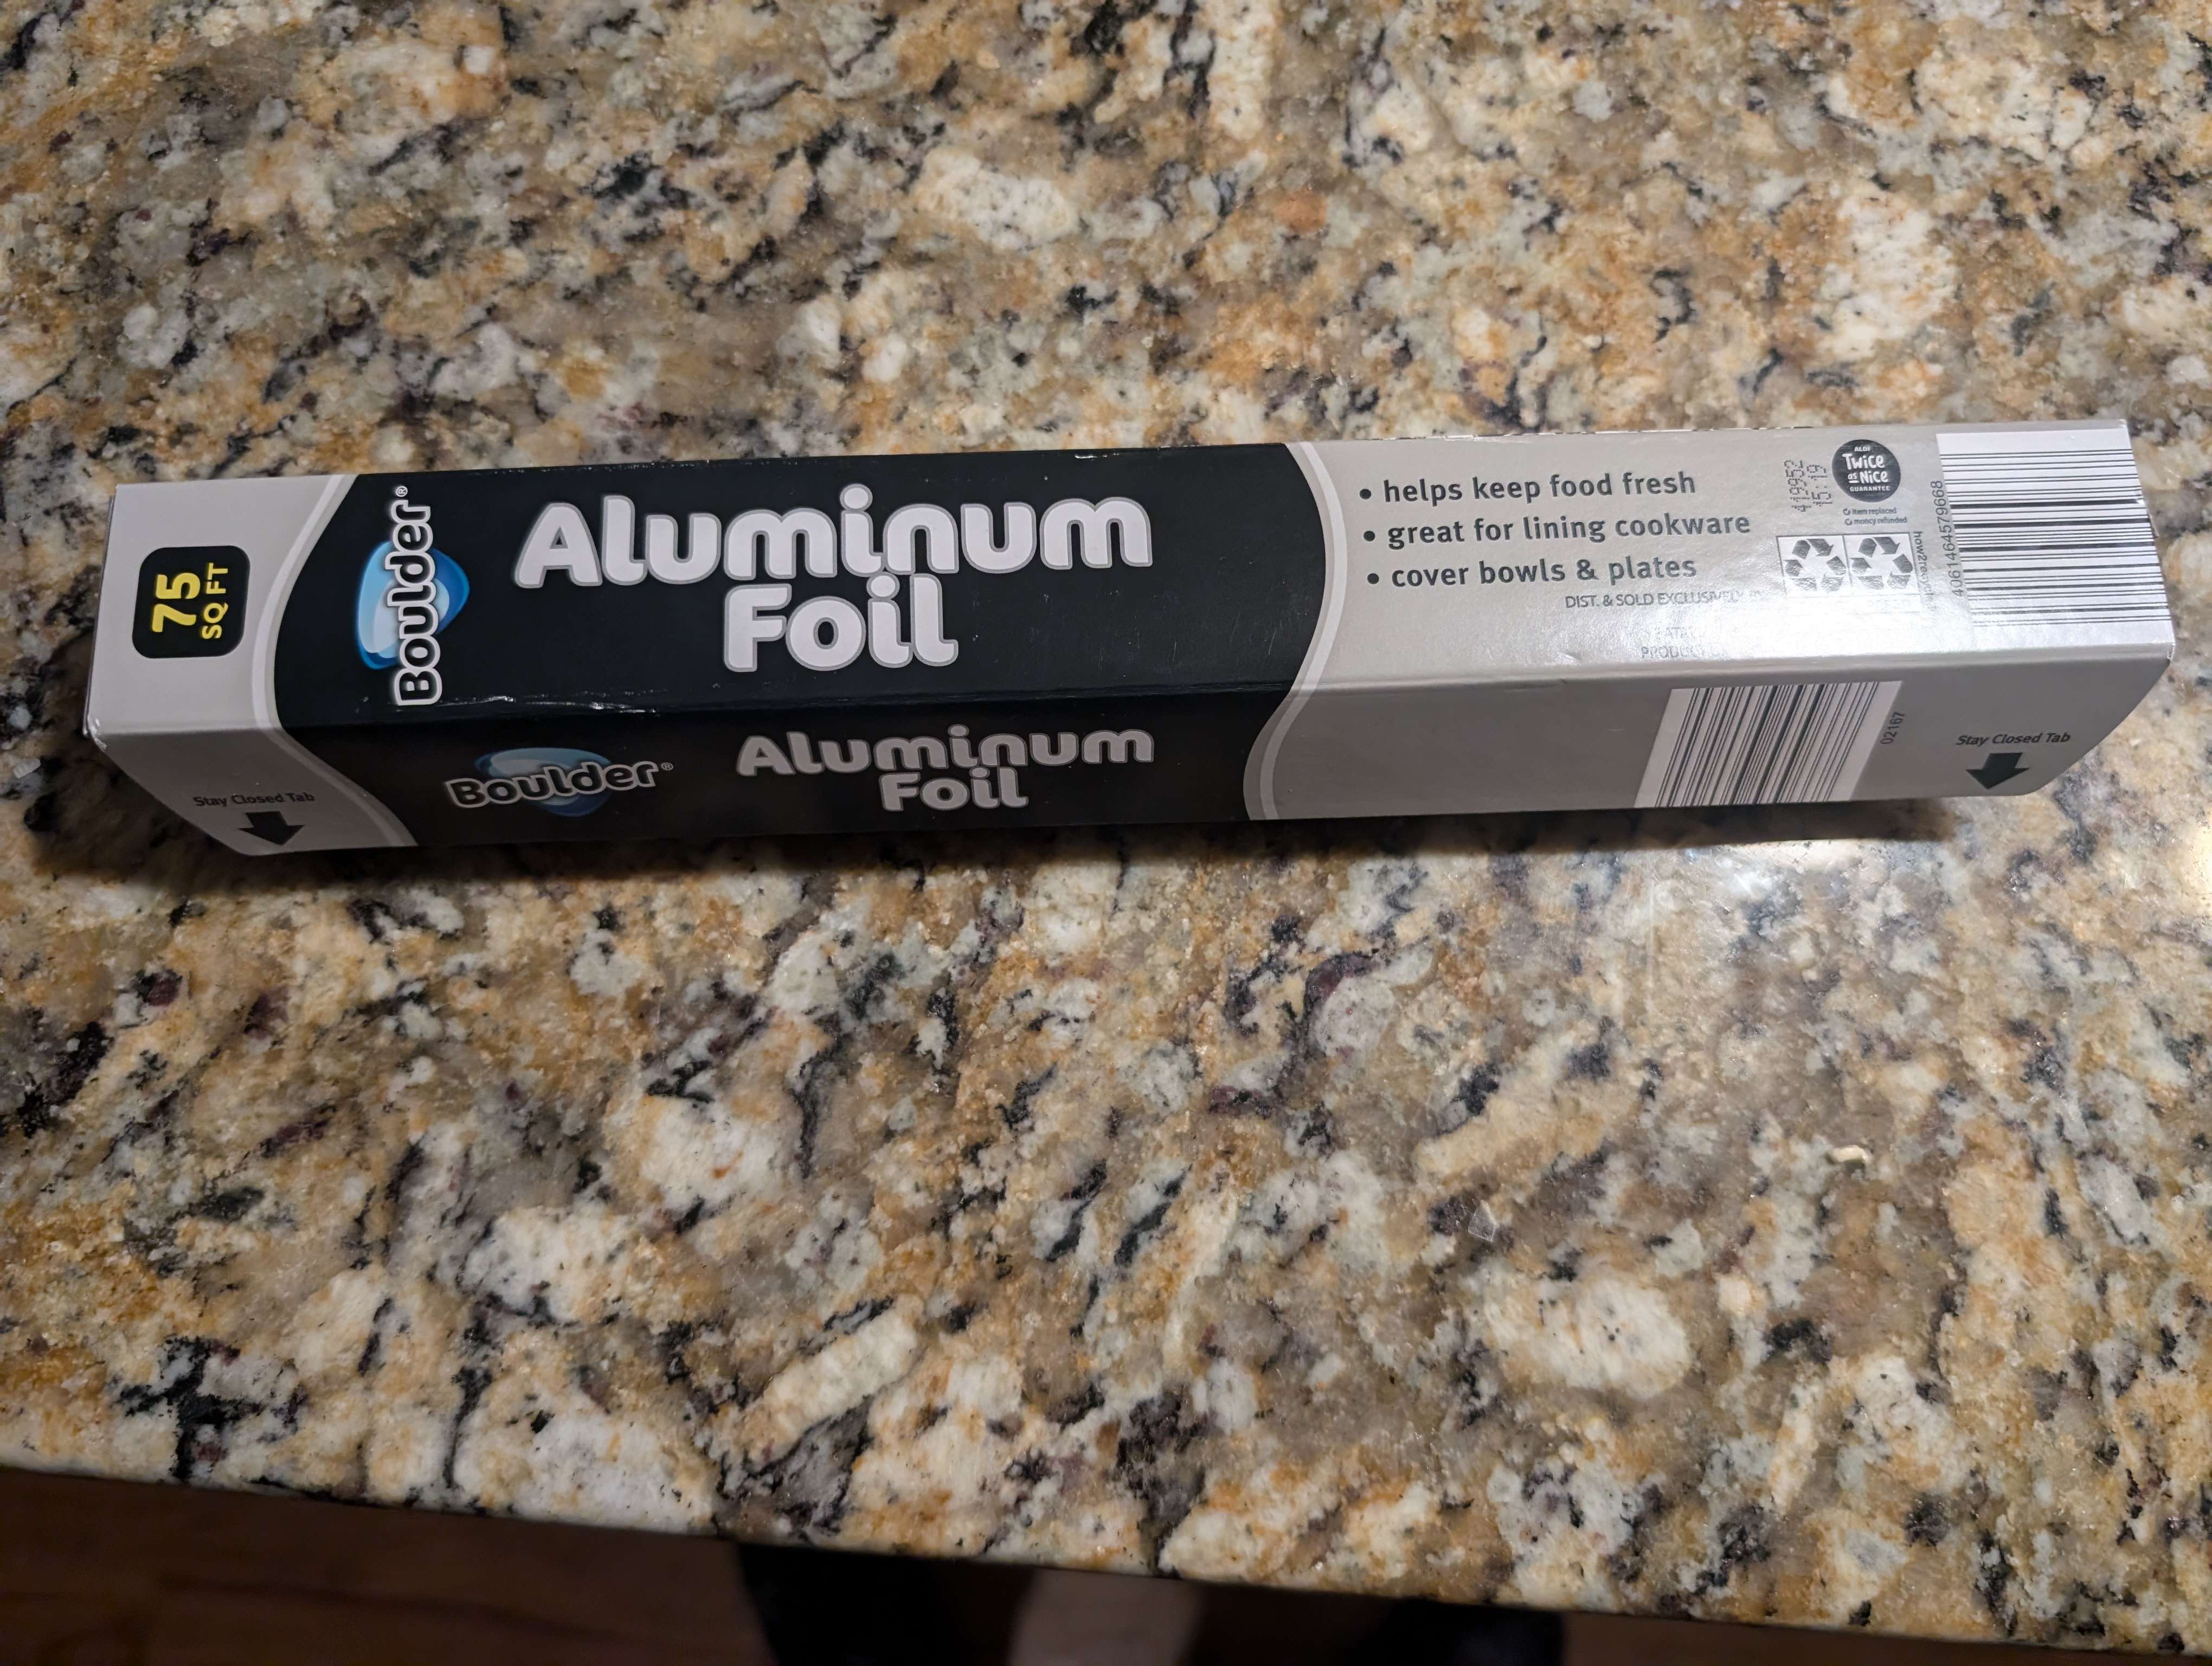 75
SQ FT
Boulder®
Aluminum
Foil
• helps keep food fresh
• great for lining cookware
• cover bowls & plates
DIST. & SOLD EXCLUSIVELY
419952
15:19
ALDI
Twice
as Nice
GUARANTEE
item replaced
money refunded
4061464579668
Stay Closed Tab
Boulder®
Aluminum
Foil
02167
Stay Closed Tab